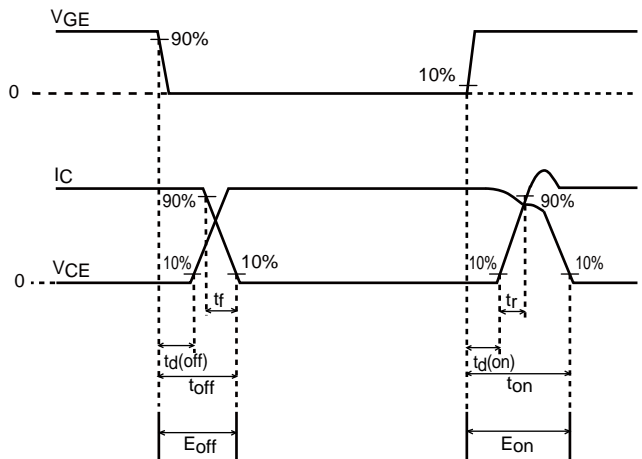 VGE
90%
10%
0
IC
90%
90%
VCE
10%
10%
10%
10%
0
tf
tr
td(off)
td(on)
toff
ton
Eoff
Eon